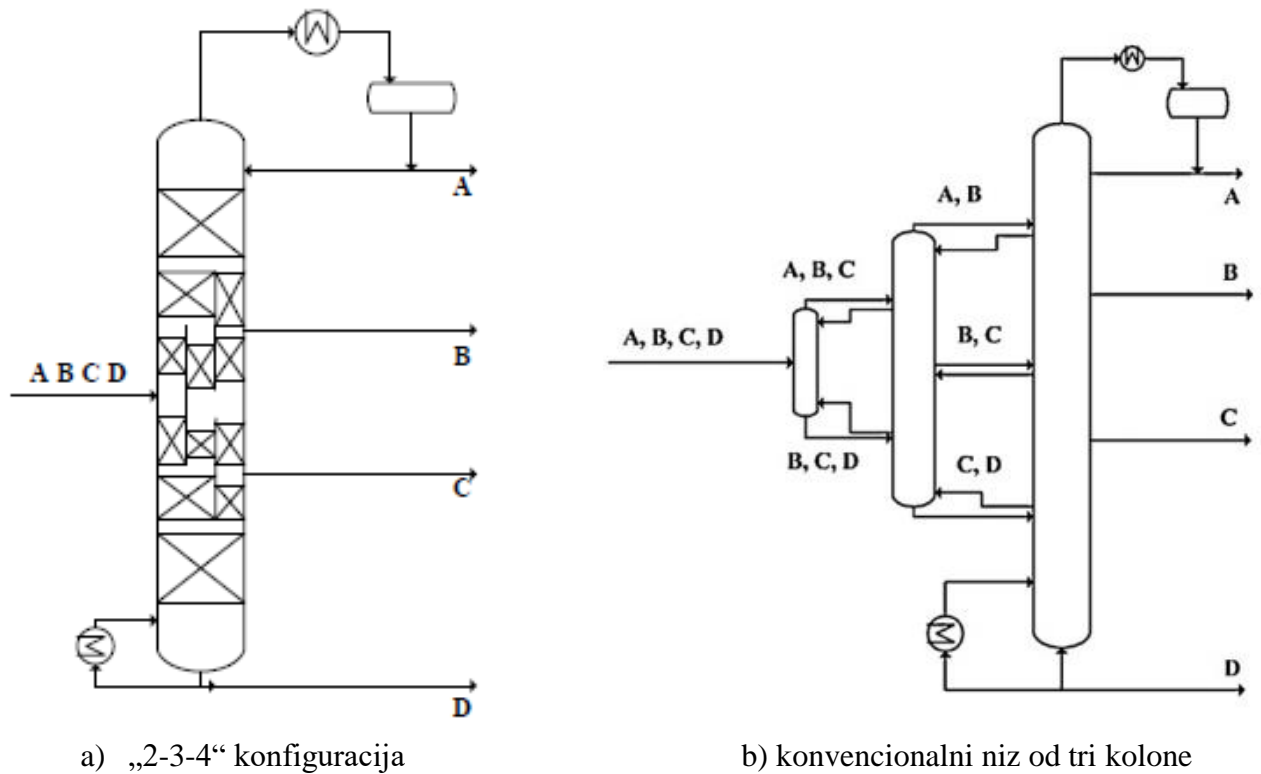 A
B
A B C D
C
D
a) „2-3-4“ konfiguracija
A, B
A
A, B, C
B
A, B, C, D
B, C
C
B, C, D
C, D
D
b) konvencionalni niz od tri kolone